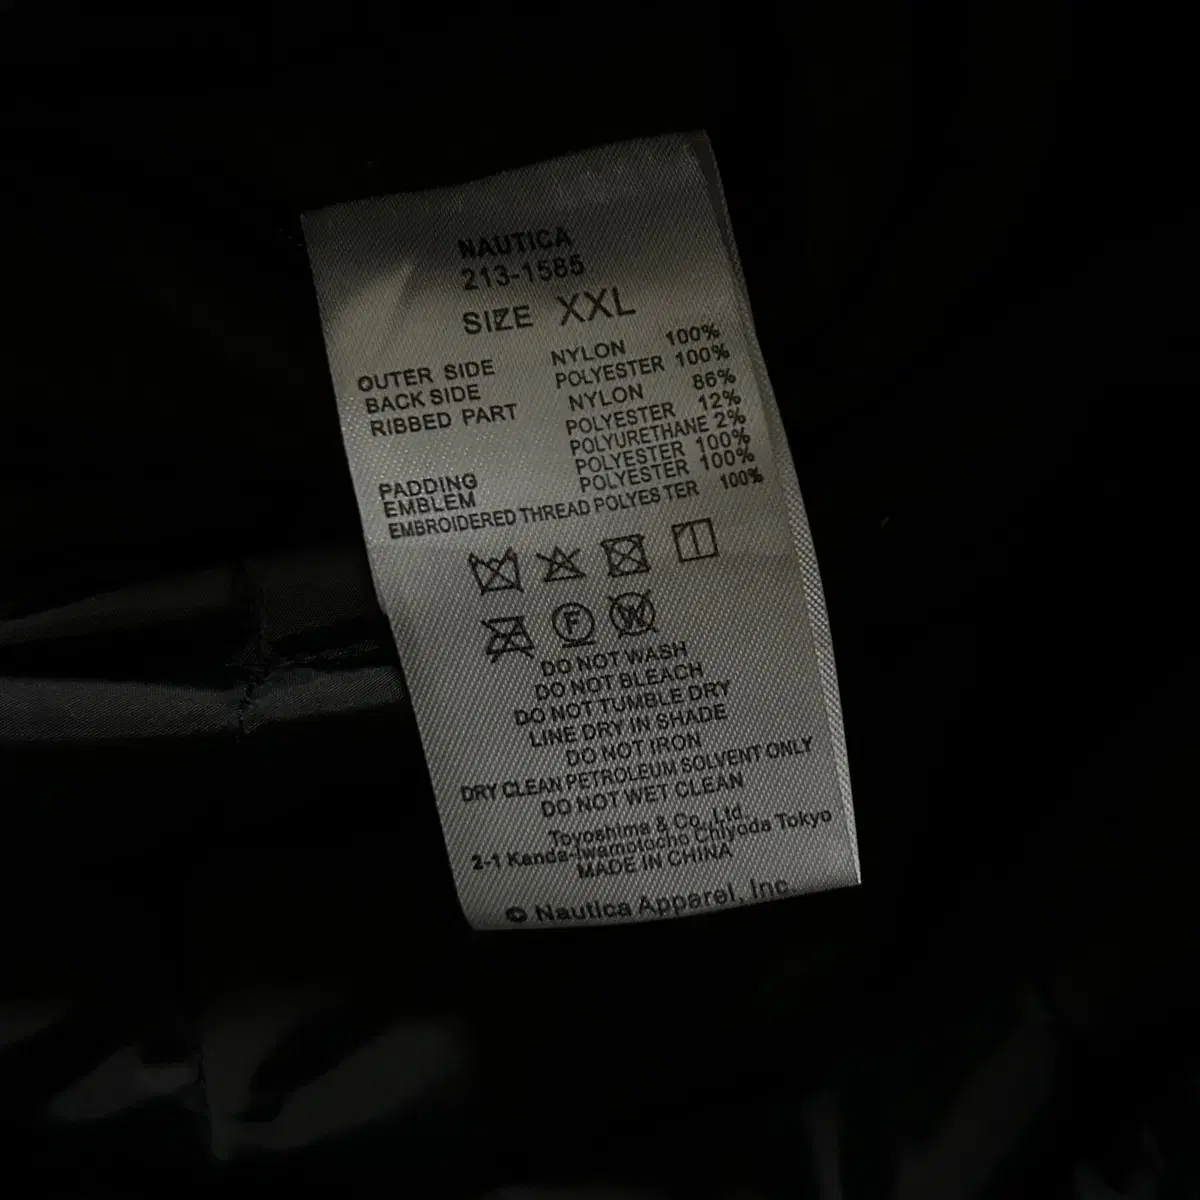 NAUTICA
213-1585
SIZE XXL
OUTER SIDE NYLON 100%
BACK SIDE POLYESTER 100%
RIBBED PART NYLON 86%
POLYESTER 12%
POLYURETHANE 2%
PADDING POLYESTER 100%
EMBLEM POLYESTER 100%
EMBROIDERED THREAD POLYESTER 100%
F
W
DO NOT WASH
DO NOT BLEACH
DO NOT TUMBLE DRY
LINE DRY IN SHADE
DO NOT IRON
DRY CLEAN PETROLEUM SOLVENT ONLY
DO NOT WET CLEAN
Toyoshima & Co., Ltd.
2-1 Kanda-Iwamotocho Chiyoda Tokyo
MADE IN CHINA
© Nautica Apparel, Inc.